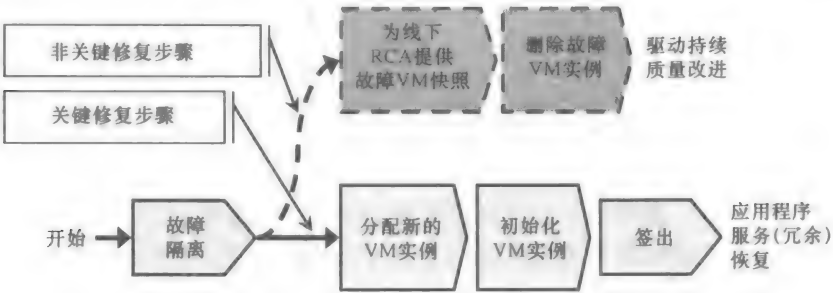 非关键修复步骤
关键修复步骤
为线下
RCA提供
故障VM快照
删除故障
VM实例
驱动持续
质量改进
开始
故障
隔离
分配新的
VM实例
初始化
VM实例
签出
应用程序
服务(冗余)
恢复